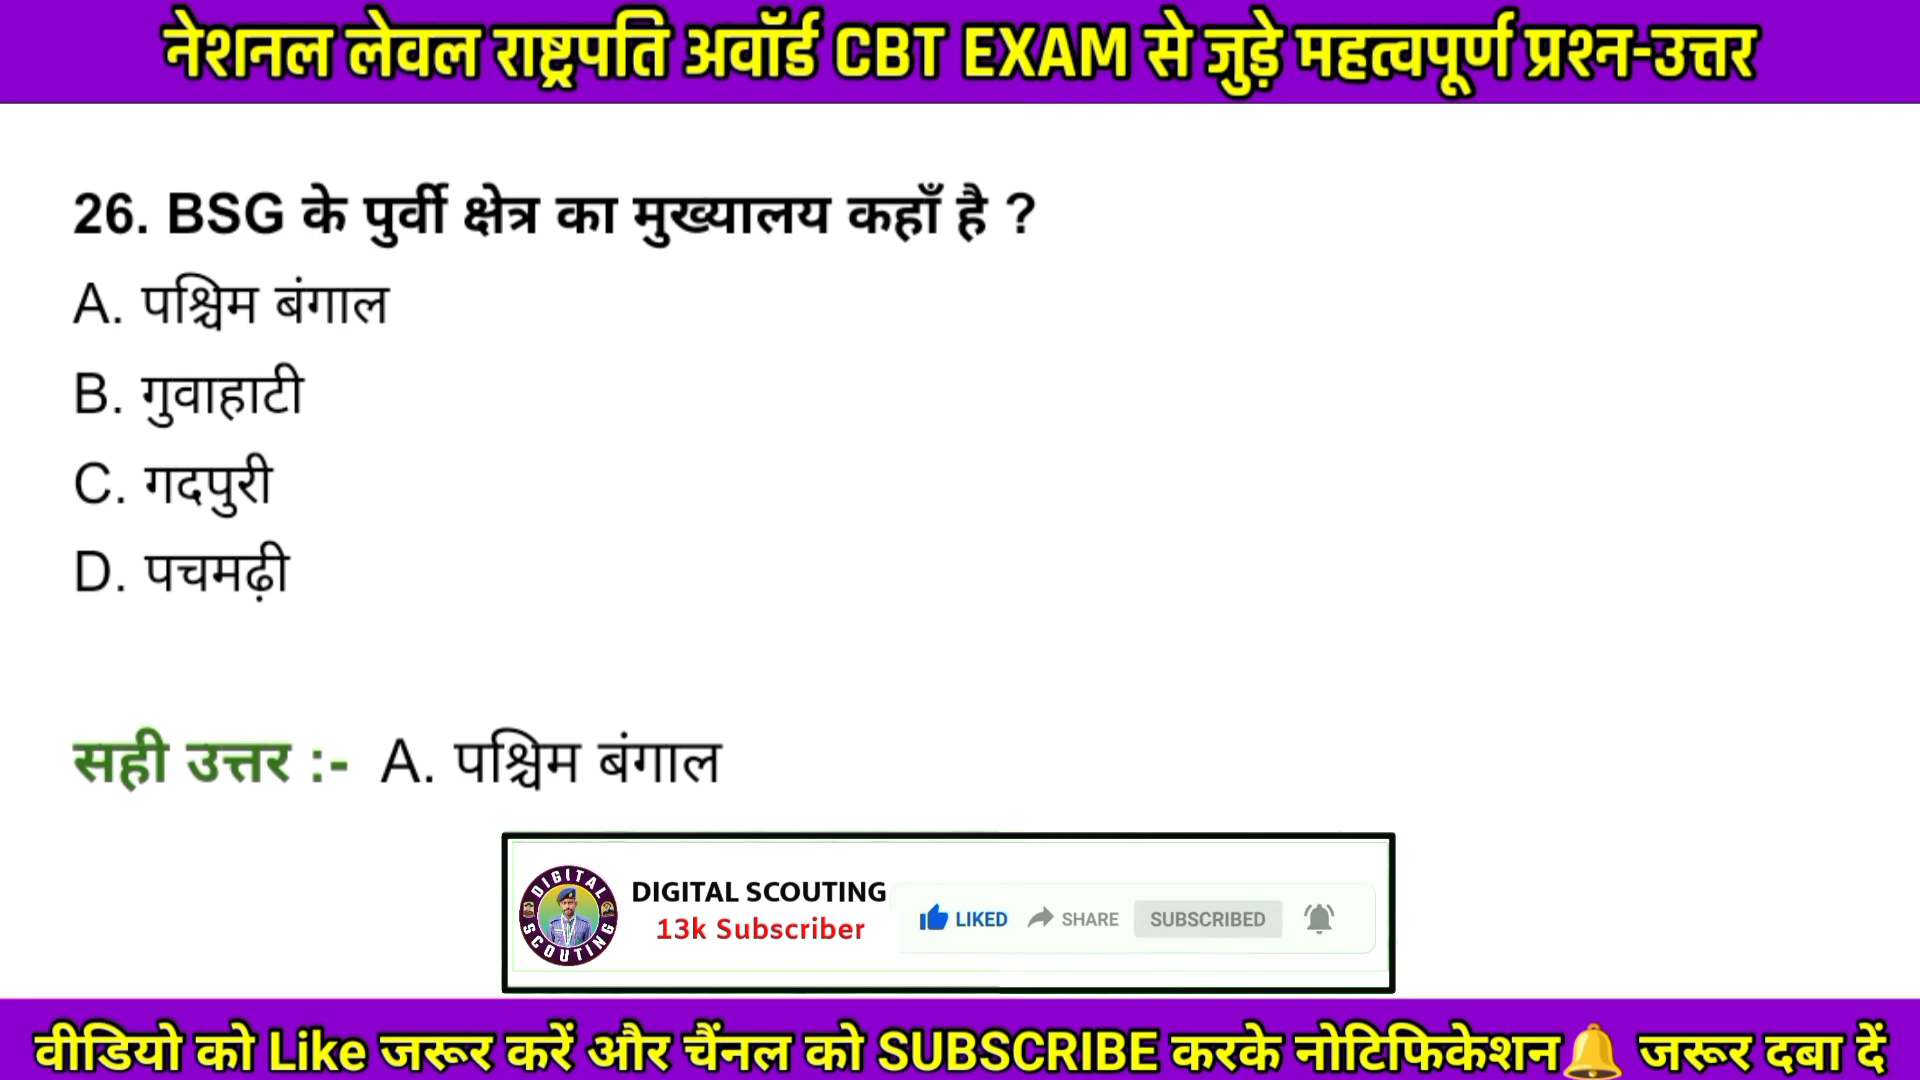 नेशनल लेवल राष्ट्रपति अवॉर्ड CBT EXAM से जुड़े महत्वपूर्ण प्रश्न-उत्तर
26. BSG के पुर्वी क्षेत्र का मुख्यालय कहाँ है ?
A. पश्चिम बंगाल
B. गुवाहाटी
C. गदपुरी
D. पचमढ़ी
सही उत्तर :- A. पश्चिम बंगाल
DIGITAL SCOUTING
DIGITAL SCOUTING
13k Subscriber
LIKED SHARE SUBSCRIBED
वीडियो को Like जरूर करें और चैंनल को SUBSCRIBE करके नोटिफिकेशन🔔 जरूर दबा दें